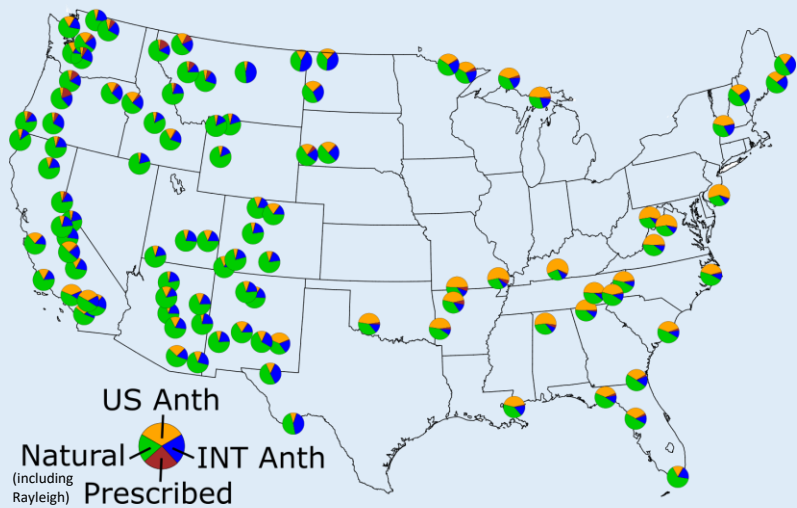 US Anth
Natural
INT Anth
(including
Rayleigh)
Prescribed